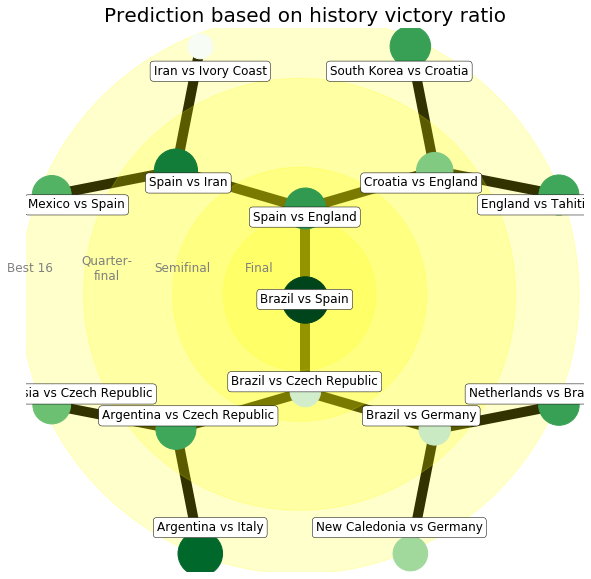 Prediction based on history victory ratio
Iran vs Ivory Coast
South Korea vs Croatia
Spain vs Iran
Croatia vs England
Mexico vs Spain
England vs Tahiti
Spain vs England
Best 16
Quarter-
final
Semifinal
Final
Brazil vs Spain
Brazil vs Czech Republic
sia vs Czech Republic
Netherlands vs Bra
Argentina vs Czech Republic
Brazil vs Germany
Argentina vs Italy
New Caledonia vs Germany